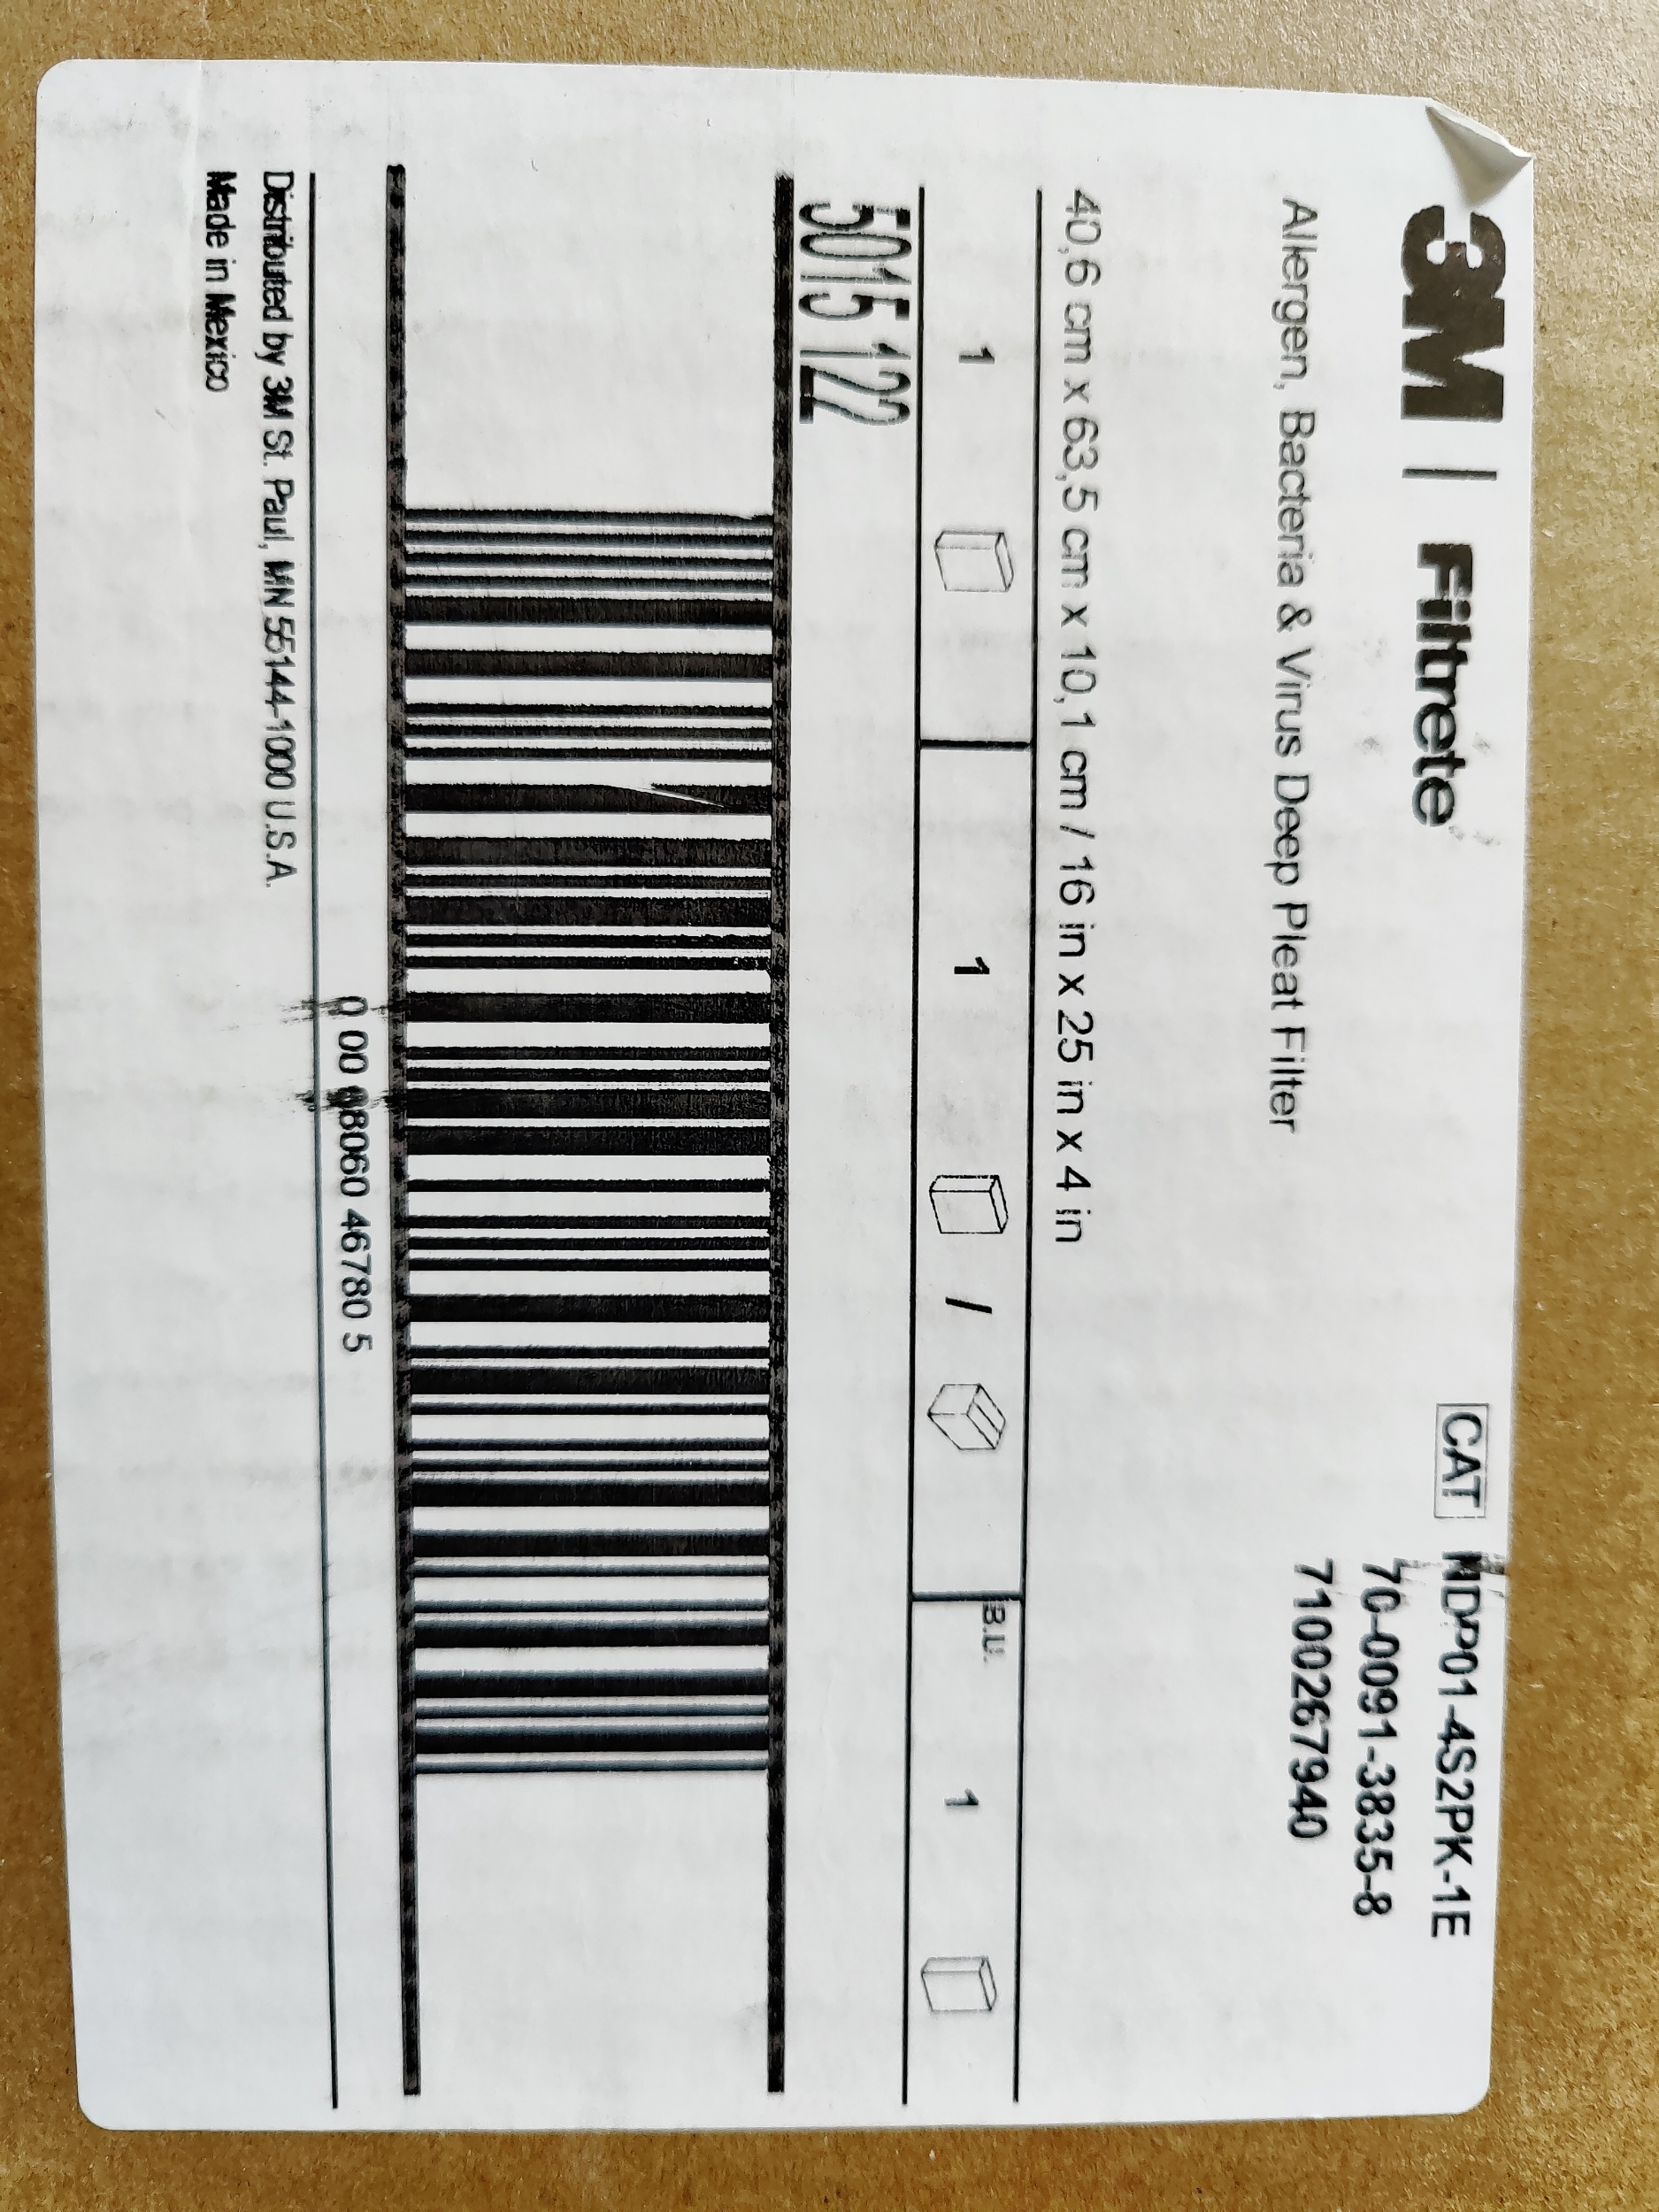 3M | Filtrete
CAT NDP01-4S2PK-1E
70-0091-3835-8
7100267940
Allergen, Bacteria & Virus Deep Pleat Filter
40,6 cm x 63,5 cm x 10,1 cm / 16 in x 25 in x 4 in
1 1 / B.U. 1
5015 122
0 00 68060 46780 5
Distributed by 3M St. Paul, MN 55144-1000 U.S.A.
Made in Mexico